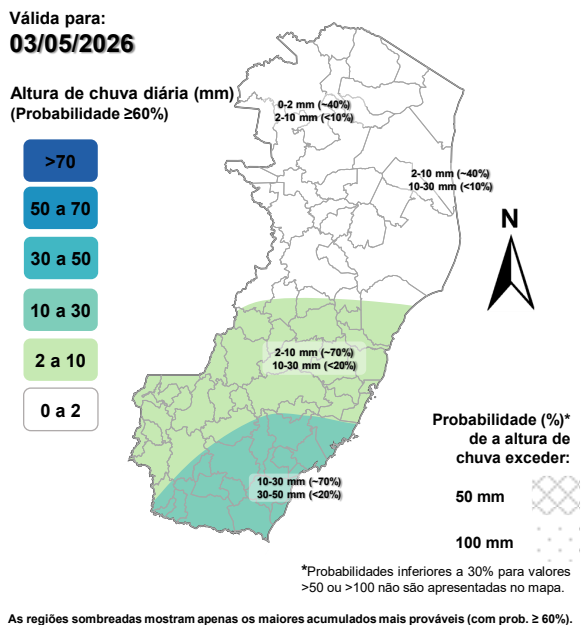 Válida para:
03/05/2026
Altura de chuva diária (mm)
(Probabilidade ≥60%)
>70
50 a 70
30 a 50
10 a 30
2 a 10
0 a 2
0-2 mm (~40%)
2-10 mm (<10%)
2-10 mm (~40%)
10-30 mm (<10%)
N
2-10 mm (~70%)
10-30 mm (<20%)
10-30 mm (~70%)
30-50 mm (<20%)
Probabilidade (%)*
de a altura de
chuva exceder:
50 mm
100 mm
*Probabilidades inferiores a 30% para valores
>50 ou >100 não são apresentadas no mapa.
As regiões sombreadas mostram apenas os maiores acumulados mais prováveis (com prob. ≥ 60%).